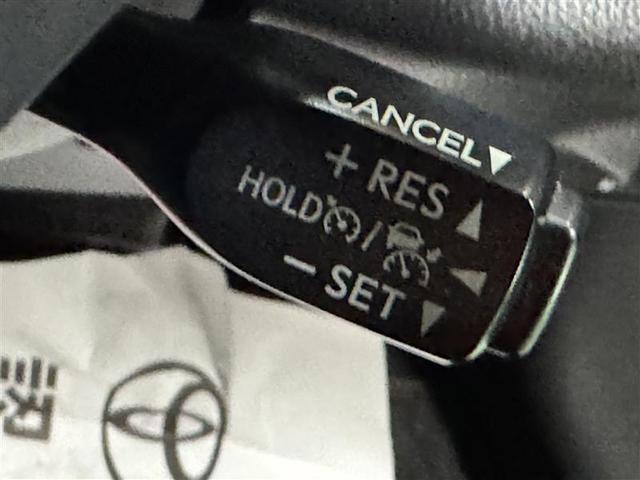 CANCEL▼
+ RES ▲
HOLD / ◀
− SET ▼